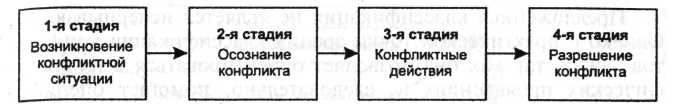 1-я стадия
Возникновение
конфликтной
ситуации
2-я стадия
Осознание
конфликта
3-я стадия
Конфликтные
действия
4-я стадия
Разрешение
конфликта